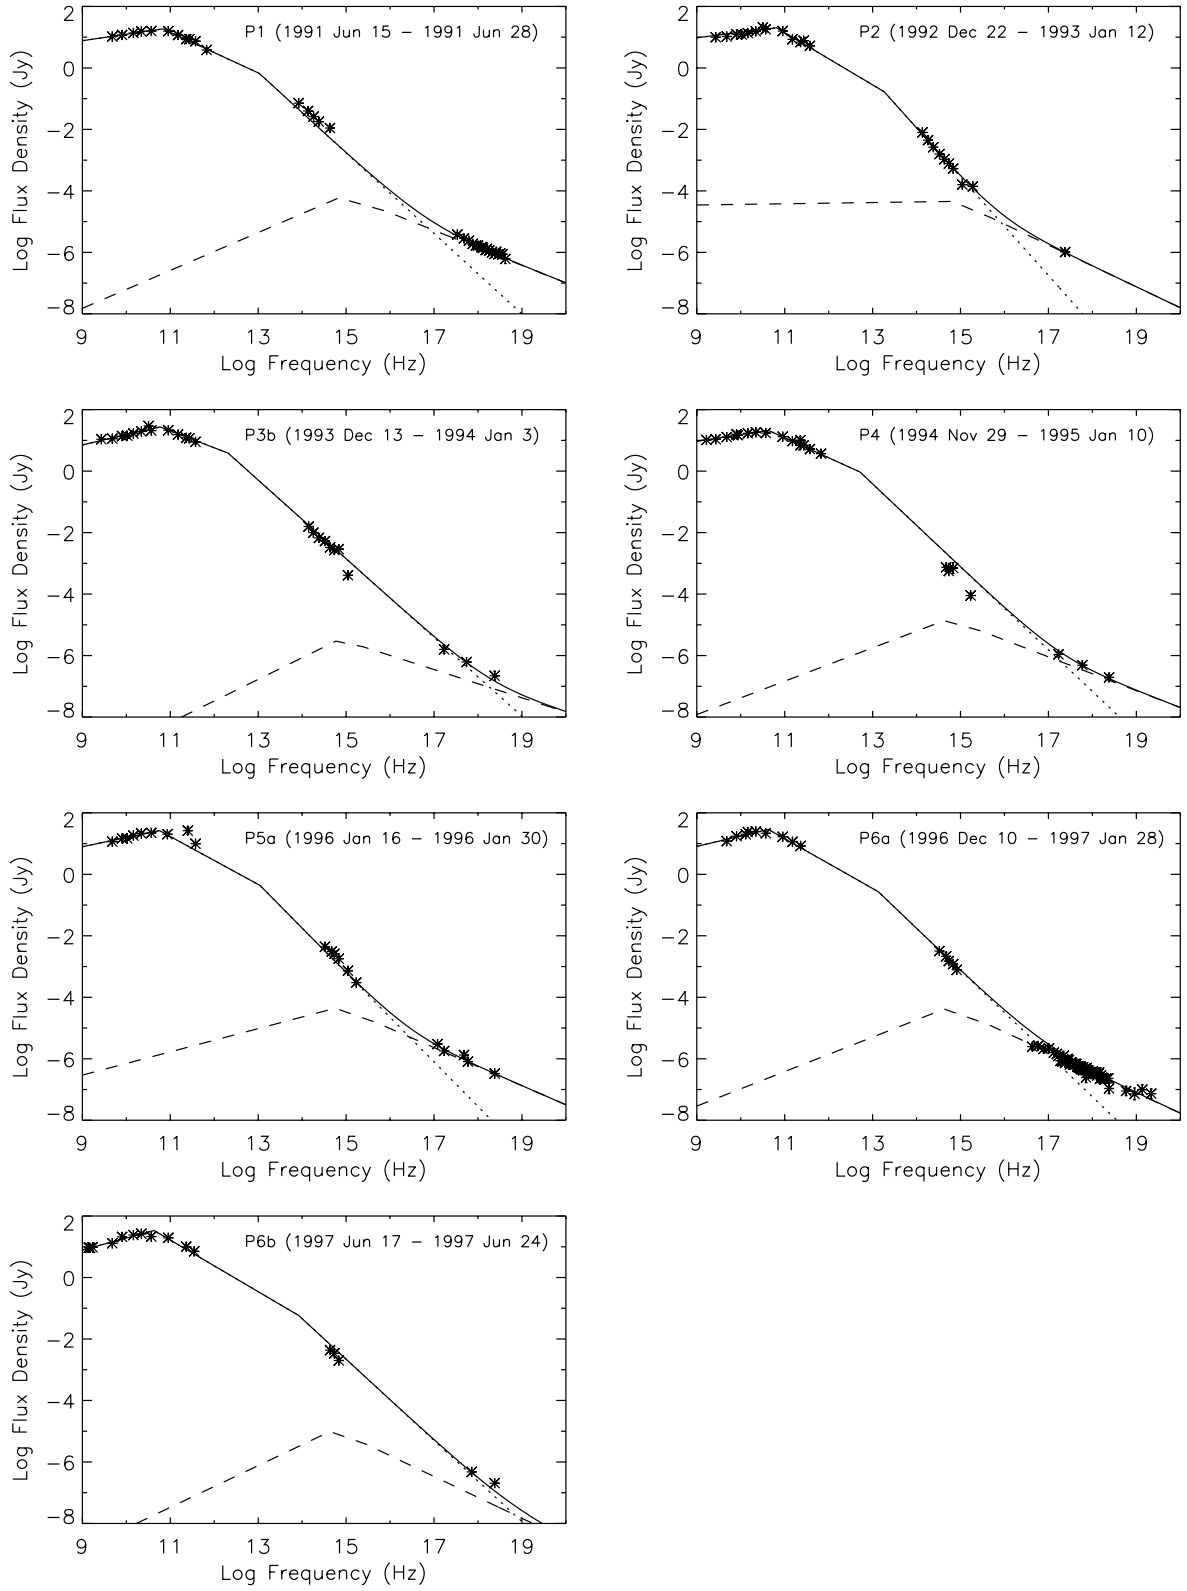 P1 (1991 Jun 15 − 1991 Jun 28)
Log Flux Density (Jy)
2
0
−2
−4
−6
−8
9 11 13 15 17 19
Log Frequency (Hz)
P2 (1992 Dec 22 − 1993 Jan 12)
Log Flux Density (Jy)
2
0
−2
−4
−6
−8
9 11 13 15 17 19
Log Frequency (Hz)
P3b (1993 Dec 13 − 1994 Jan 3)
Log Flux Density (Jy)
2
0
−2
−4
−6
−8
9 11 13 15 17 19
Log Frequency (Hz)
P4 (1994 Nov 29 − 1995 Jan 10)
Log Flux Density (Jy)
2
0
−2
−4
−6
−8
9 11 13 15 17 19
Log Frequency (Hz)
P5a (1996 Jan 16 − 1996 Jan 30)
Log Flux Density (Jy)
2
0
−2
−4
−6
−8
9 11 13 15 17 19
Log Frequency (Hz)
P6a (1996 Dec 10 − 1997 Jan 28)
Log Flux Density (Jy)
2
0
−2
−4
−6
−8
9 11 13 15 17 19
Log Frequency (Hz)
P6b (1997 Jun 17 − 1997 Jun 24)
Log Flux Density (Jy)
2
0
−2
−4
−6
−8
9 11 13 15 17 19
Log Frequency (Hz)